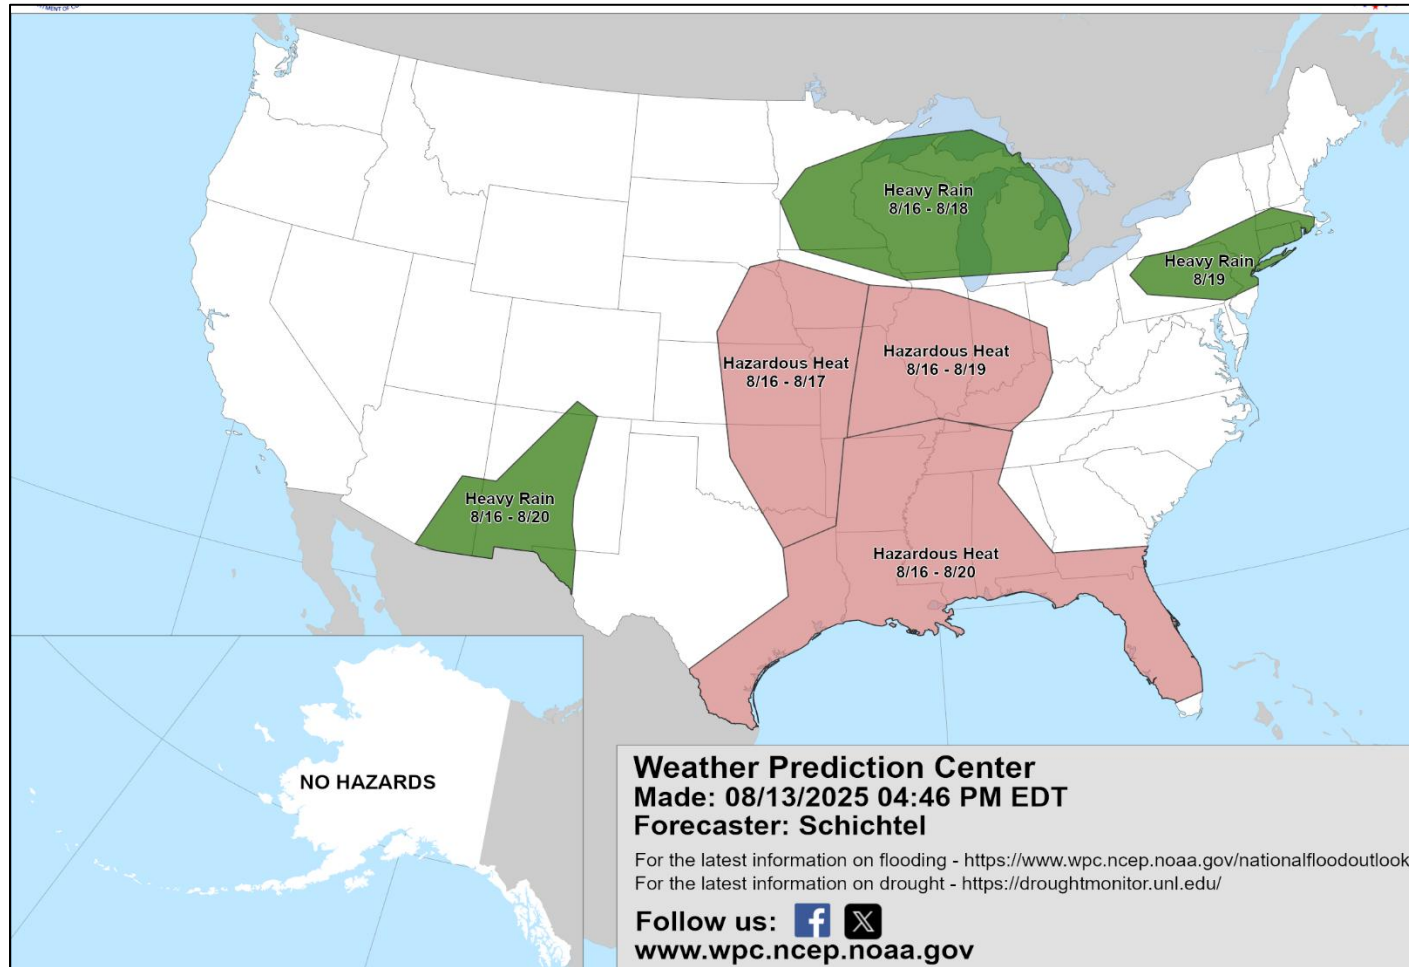 MENT OF C
Heavy Rain
8/16 - 8/18
Heavy Rain
8/19
Hazardous Heat
8/16 - 8/17
Hazardous Heat
8/16 - 8/19
Heavy Rain
8/16 - 8/20
Hazardous Heat
8/16 - 8/20
NO HAZARDS
Weather Prediction Center
Made: 08/13/2025 04:46 PM EDT
Forecaster: Schichtel
For the latest information on flooding - https://www.wpc.ncep.noaa.gov/nationalfloodoutlook
For the latest information on drought - https://droughtmonitor.unl.edu/
Follow us:
www.wpc.ncep.noaa.gov